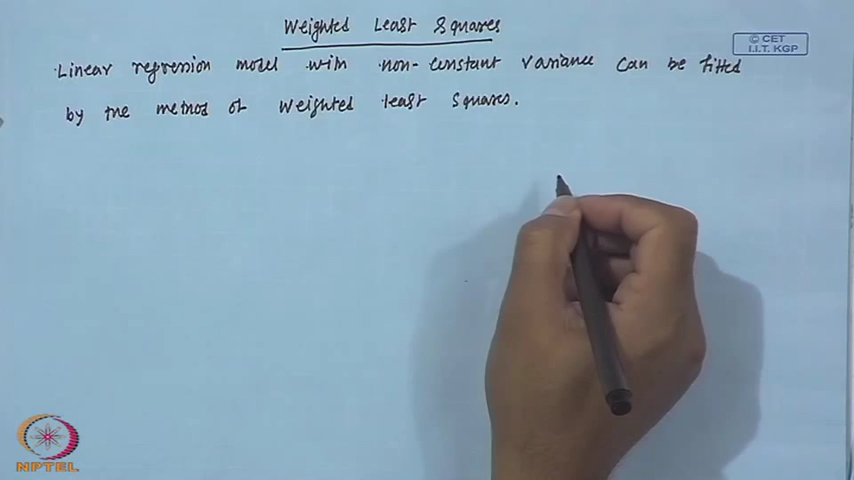 Weighted Least Squares
© CET
I.I.T. KGP
Linear regression model with non-constant variance can be fitted
by the method of weighted least squares.
NPTEL